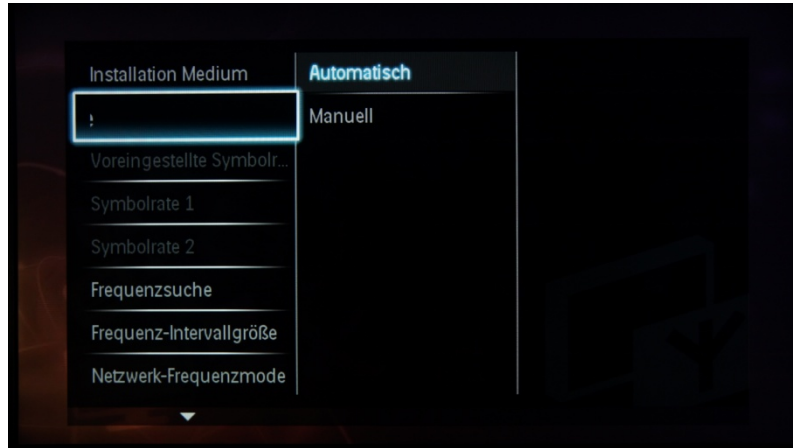 Installation Medium
Automatisch
Manuell
Voreingestellte Symbolr...
Symbolrate 1
Symbolrate 2
Frequenzsuche
Frequenz-Intervallgröße
Netzwerk-Frequenzmode